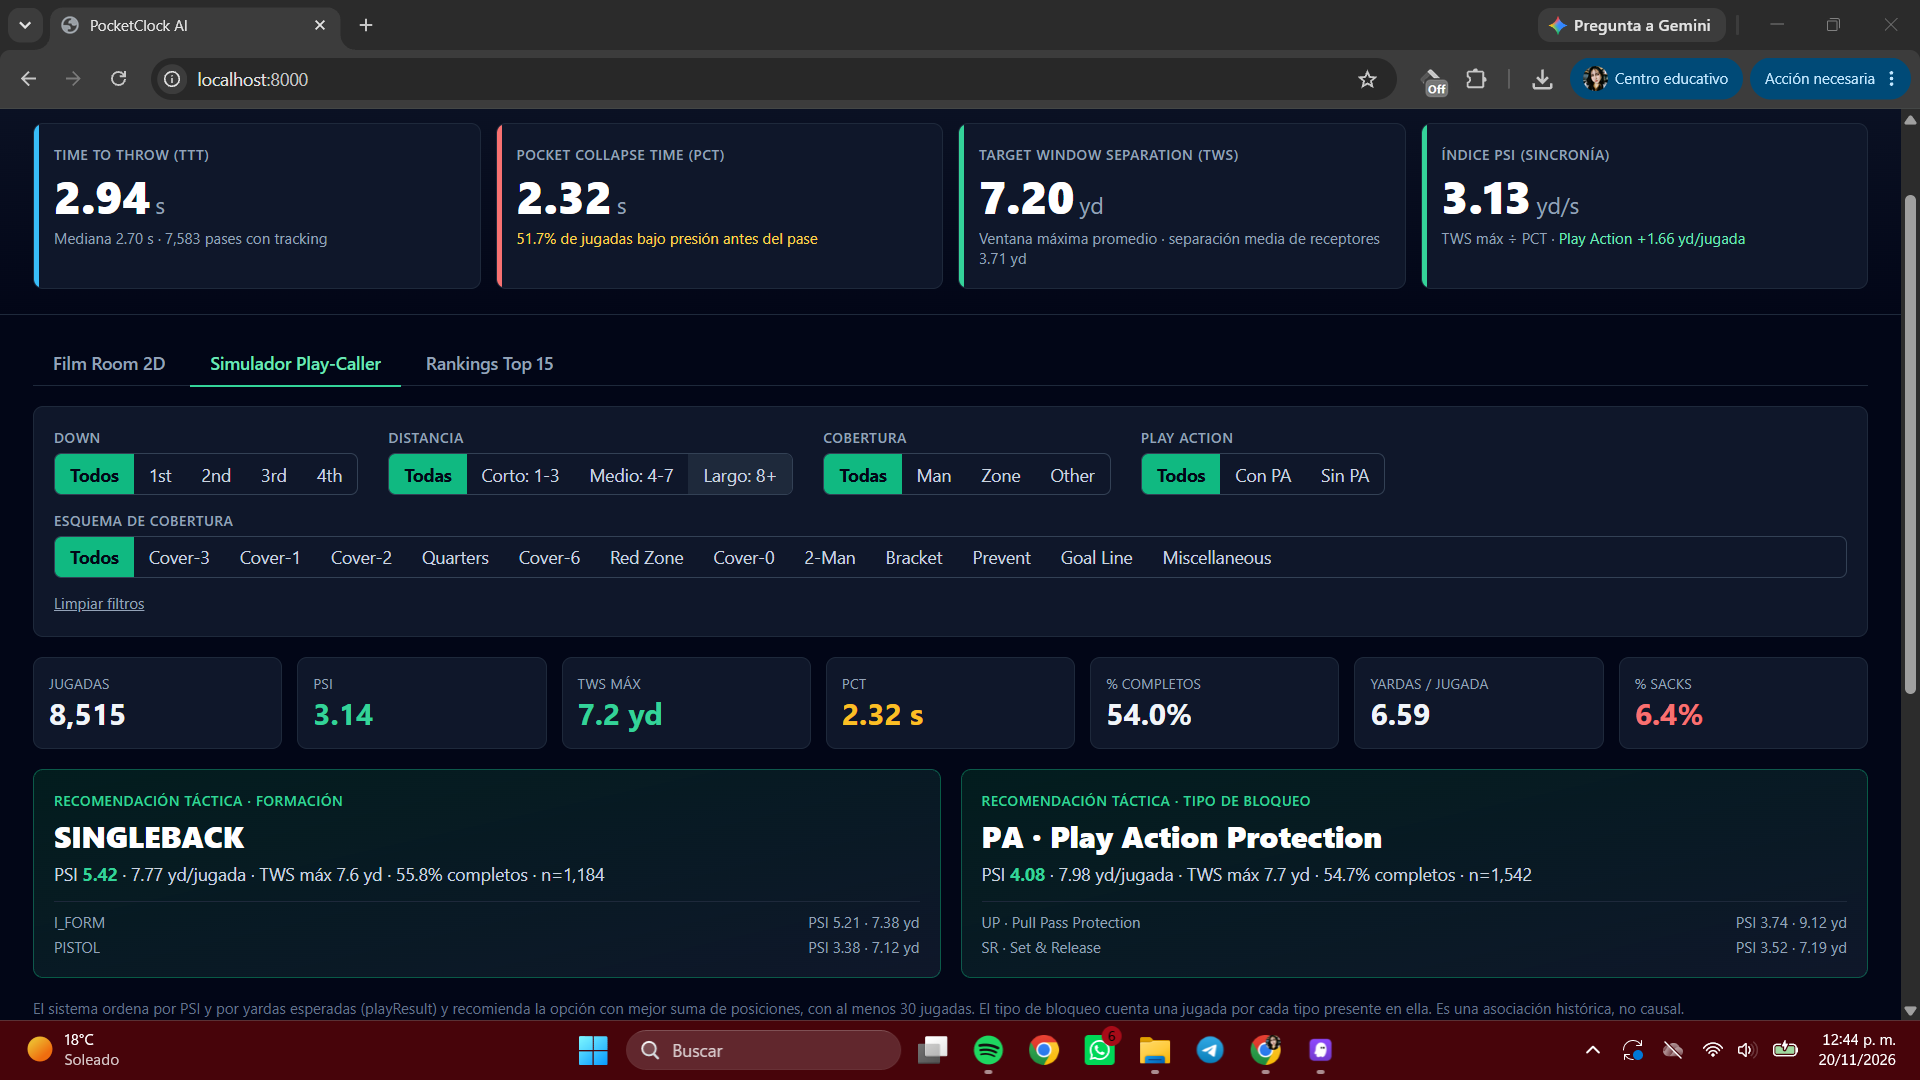 PocketClock AI
Pregunta a Gemini
localhost:8000
Off
Centro educativo
Acción necesaria
TIME TO THROW (TTT)
2.94 s
Mediana 2.70 s · 7,583 pases con tracking
POCKET COLLAPSE TIME (PCT)
2.32 s
51.7% de jugadas bajo presión antes del pase
TARGET WINDOW SEPARATION (TWS)
7.20 yd
Ventana máxima promedio · separación media de receptores
3.71 yd
ÍNDICE PSI (SINCRONÍA)
3.13 yd/s
TWS máx ÷ PCT · Play Action +1.66 yd/jugada
Film Room 2D
Simulador Play-Caller
Rankings Top 15
DOWN
Todos 1st 2nd 3rd 4th
DISTANCIA
Todas Corto: 1-3 Medio: 4-7 Largo: 8+
COBERTURA
Todas Man Zone Other
PLAY ACTION
Todos Con PA Sin PA
ESQUEMA DE COBERTURA
Todos Cover-3 Cover-1 Cover-2 Quarters Cover-6 Red Zone Cover-0 2-Man Bracket Prevent Goal Line Miscellaneous
Limpiar filtros
JUGADAS
8,515
PSI
3.14
TWS MÁX
7.2 yd
PCT
2.32 s
% COMPLETOS
54.0%
YARDAS / JUGADA
6.59
% SACKS
6.4%
RECOMENDACIÓN TÁCTICA · FORMACIÓN
SINGLEBACK
PSI 5.42 · 7.77 yd/jugada · TWS máx 7.6 yd · 55.8% completos · n=1,184
I_FORM PSI 5.21 · 7.38 yd
PISTOL PSI 3.38 · 7.12 yd
RECOMENDACIÓN TÁCTICA · TIPO DE BLOQUEO
PA · Play Action Protection
PSI 4.08 · 7.98 yd/jugada · TWS máx 7.7 yd · 54.7% completos · n=1,542
UP · Pull Pass Protection PSI 3.74 · 9.12 yd
SR · Set & Release PSI 3.52 · 7.19 yd
El sistema ordena por PSI y por yardas esperadas (playResult) y recomienda la opción con mejor suma de posiciones, con al menos 30 jugadas. El tipo de bloqueo cuenta una jugada por cada tipo presente en ella. Es una asociación histórica, no causal.
18°C
Soleado
Buscar
6
12:44 p. m.
20/11/2026